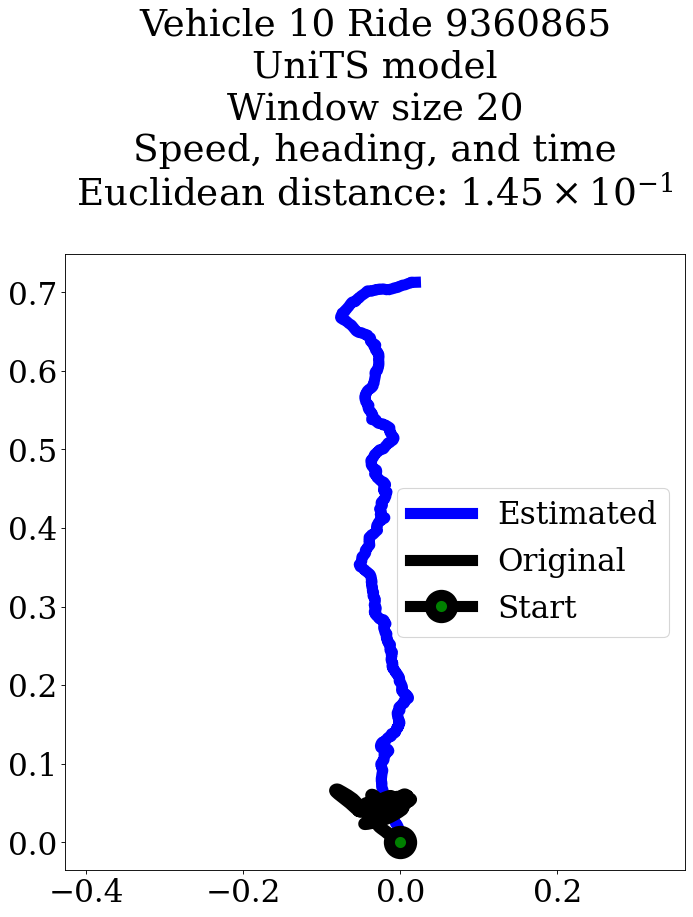 Vehicle 10 Ride 9360865
UniTS model
Window size 20
Speed, heading, and time
Euclidean distance: 1.45 × 10⁻¹
0.7
0.6
0.5
0.4
0.3
0.2
0.1
0.0
Estimated
Original
Start
−0.4 −0.2 0.0 0.2